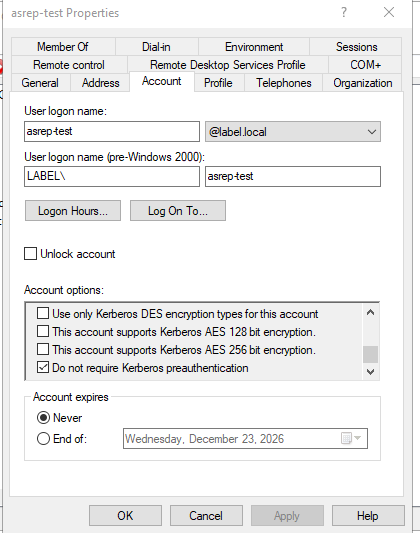 asrep-test Properties
Member Of Dial-in Environment Sessions
Remote control Remote Desktop Services Profile COM+
General Address Account Profile Telephones Organization
User logon name:
asrep-test @label.local
User logon name (pre-Windows 2000):
LABEL\ asrep-test
Logon Hours... Log On To...
Unlock account
Account options:
Use only Kerberos DES encryption types for this account
This account supports Kerberos AES 128 bit encryption.
This account supports Kerberos AES 256 bit encryption.
Do not require Kerberos preauthentication
Account expires
Never
End of: Wednesday, December 23, 2026
OK Cancel Apply Help